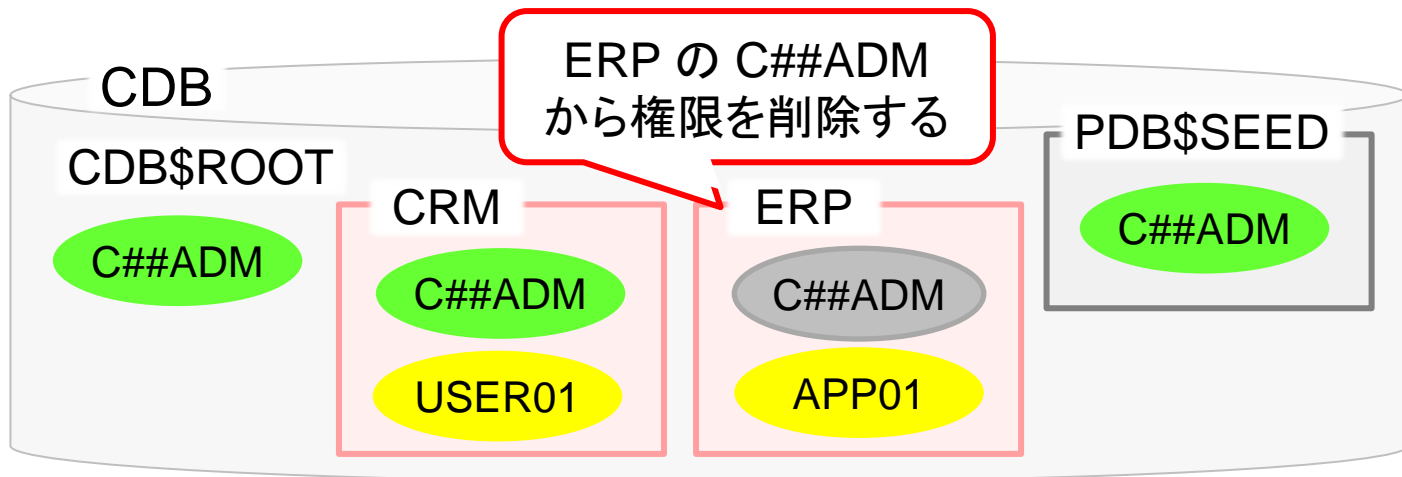 ERP の C##ADM
から権限を削除する
CDB
CDB$ROOT
C##ADM
CRM
C##ADM
USER01
ERP
C##ADM
APP01
PDB$SEED
C##ADM